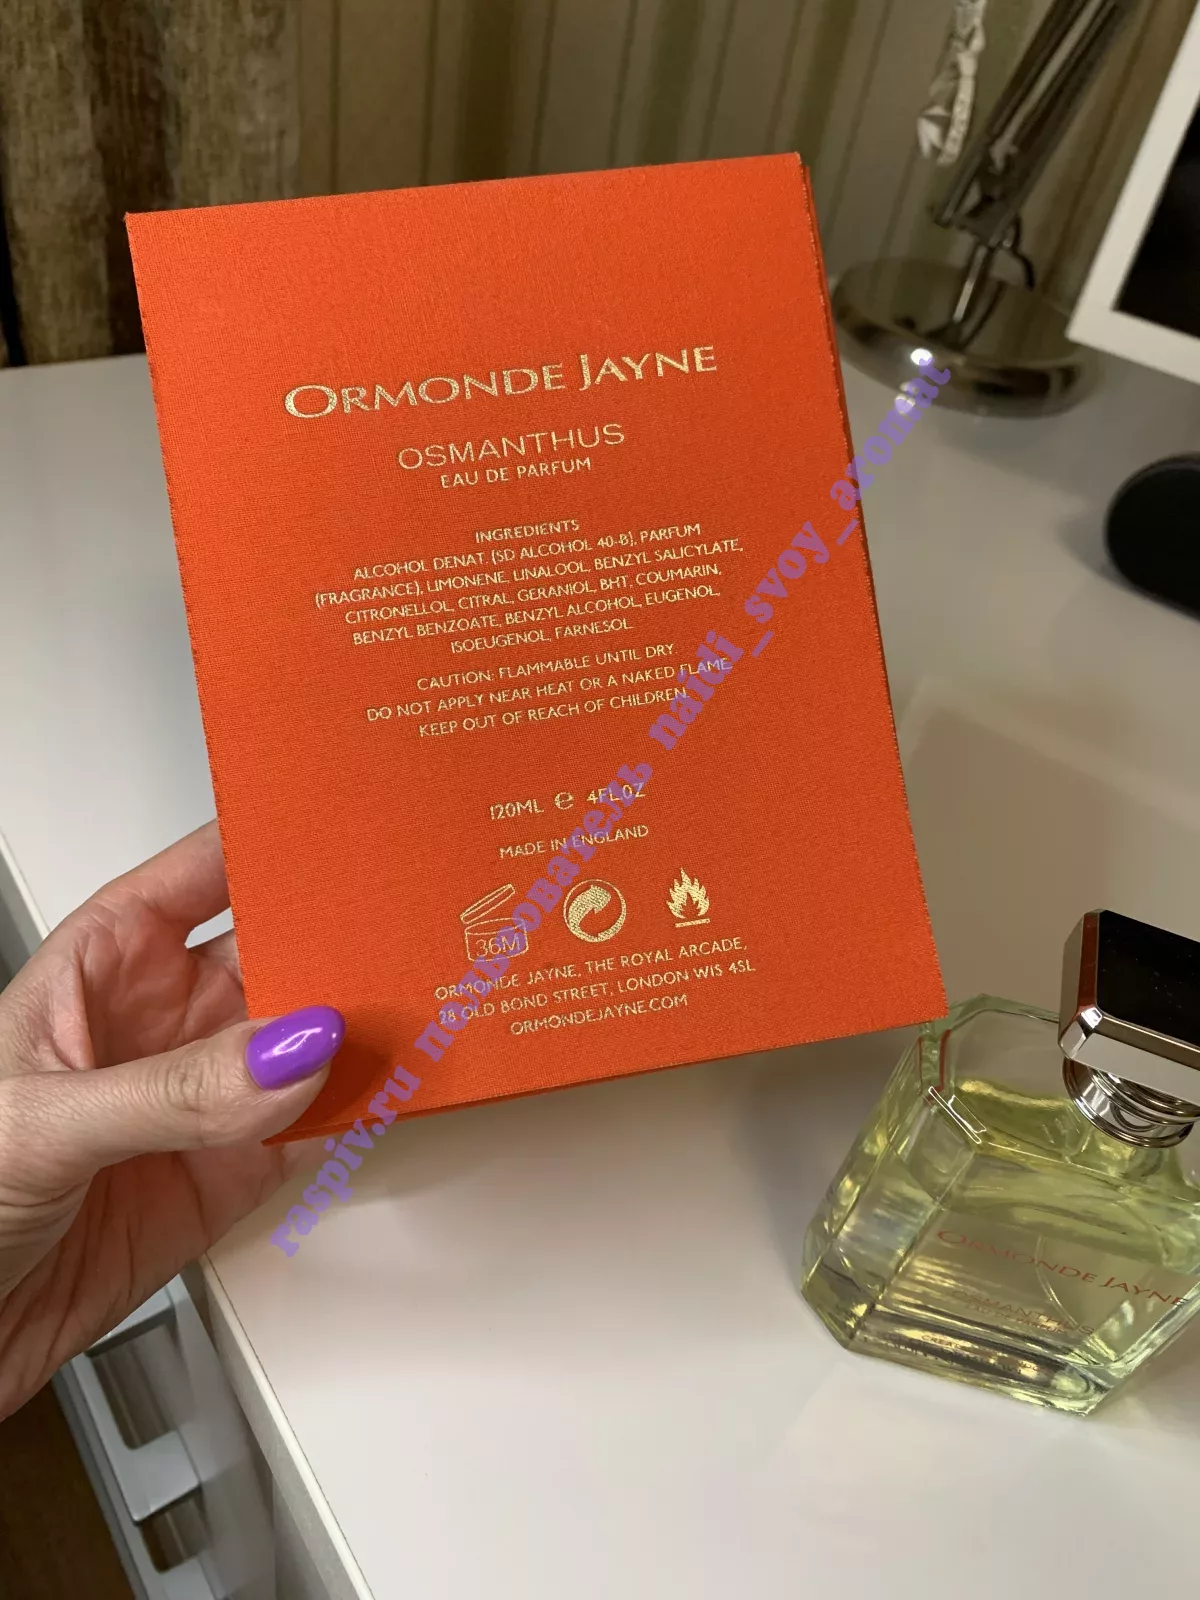 ORMONDE JAYNE
OSMANTHUS
EAU DE PARFUM
INGREDIENTS
ALCOHOL DENAT. (SD ALCOHOL 40-B), PARFUM
(FRAGRANCE), LIMONENE, LINALOOL, BENZYL SALICYLATE,
CITRONELLOL, CITRAL, GERANIOL, BHT, COUMARIN,
BENZYL BENZOATE, BENZYL ALCOHOL, EUGENOL,
ISOEUGENOL, FARNESOL.
CAUTION: FLAMMABLE UNTIL DRY.
DO NOT APPLY NEAR HEAT OR A NAKED FLAME.
KEEP OUT OF REACH OF CHILDREN.
120ML e 4FL.OZ
MADE IN ENGLAND
36M
ORMONDE JAYNE, THE ROYAL ARCADE,
28 OLD BOND STREET, LONDON W1S 4SL
ORMONDEJAYNE.COM
raspiv.ru пользователь naidi_svoy_aromat
ORMONDE JAYNE
OSMANTHUS
EAU DE PARFUM